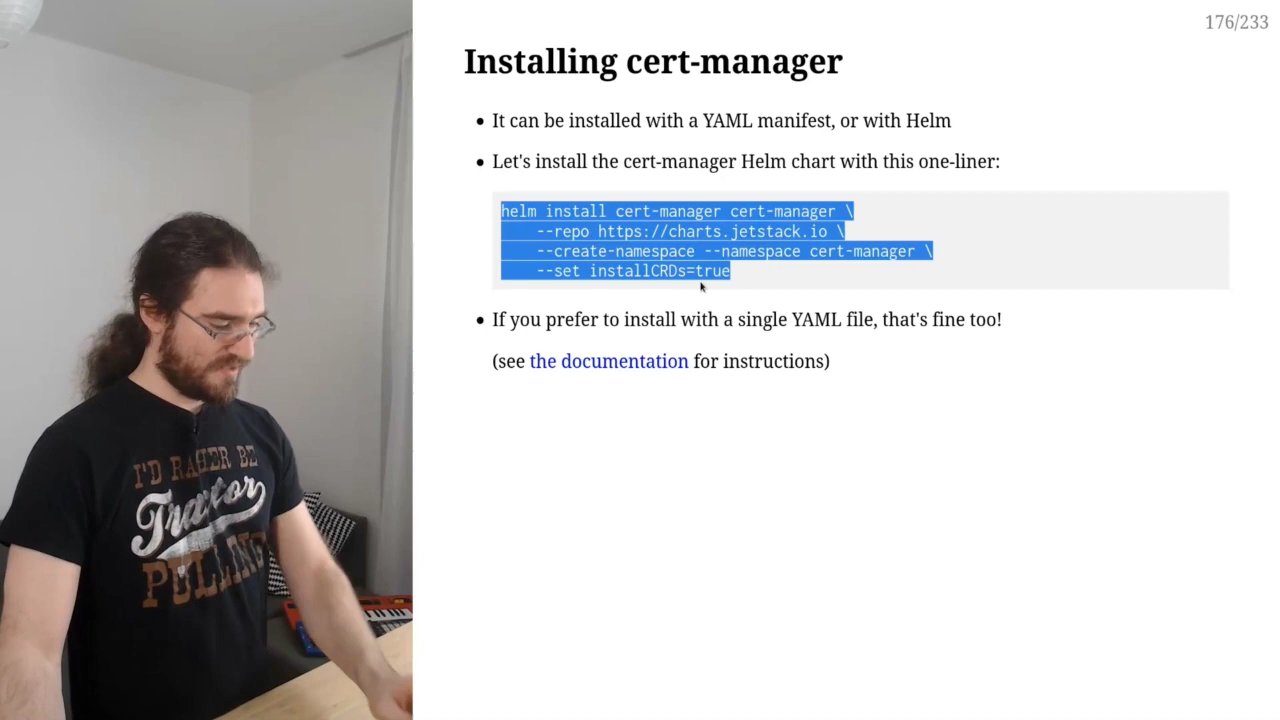 176/233
Installing cert-manager
• It can be installed with a YAML manifest, or with Helm
• Let's install the cert-manager Helm chart with this one-liner:
helm install cert-manager cert-manager \
--repo https://charts.jetstack.io \
--create-namespace --namespace cert-manager \
--set installCRDs=true
• If you prefer to install with a single YAML file, that's fine too!
(see the documentation for instructions)
I'D RATHER BE
Tractor
PULLING